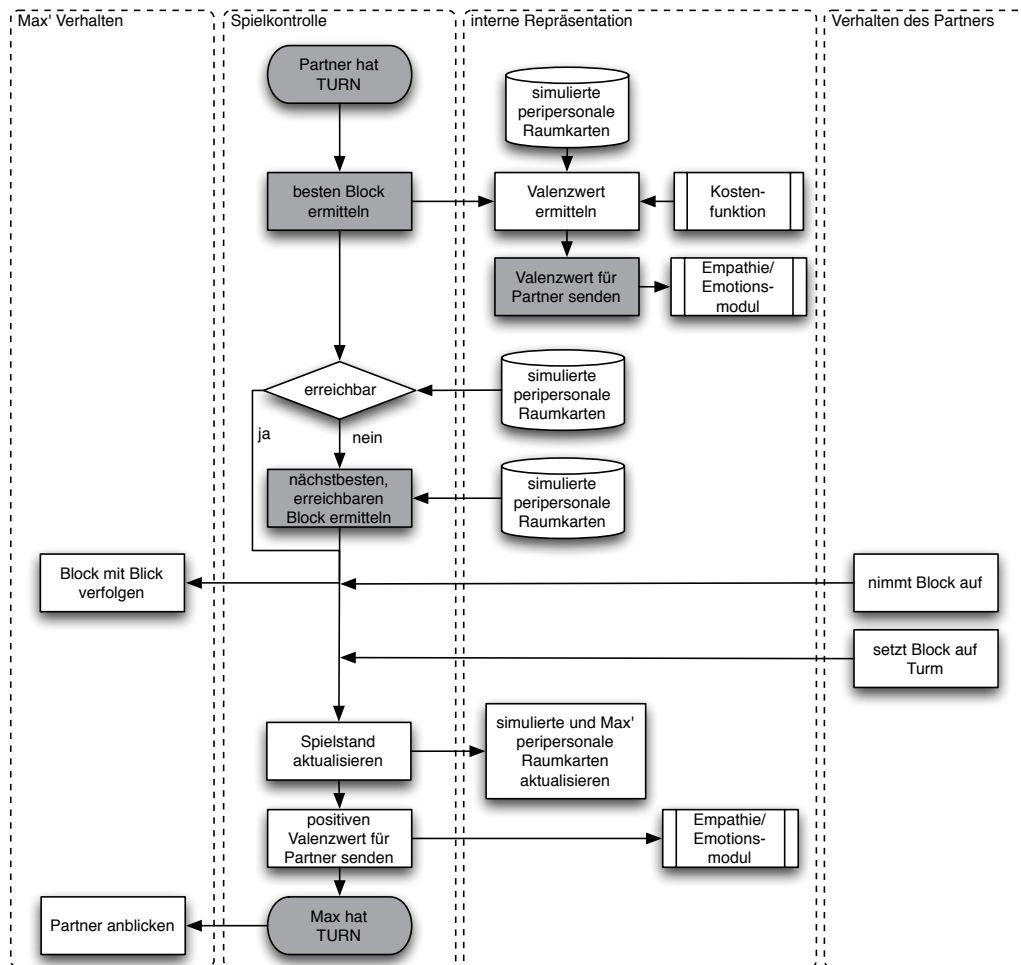 Max' Verhalten
Spielkontrolle
interne Repräsentation
Verhalten des Partners
Partner hat
TURN
simulierte
peripersonale
Raumkarten
besten Block
ermitteln
Valenzwert
ermitteln
Kosten-
funktion
Valenzwert für
Partner senden
Empathie/
Emotions-
modul
erreichbar
simulierte
peripersonale
Raumkarten
ja
nein
nächstbesten,
erreichbaren
Block ermitteln
simulierte
peripersonale
Raumkarten
Block mit Blick
verfolgen
nimmt Block auf
setzt Block auf
Turm
Spielstand
aktualisieren
simulierte und Max'
peripersonale
Raumkarten
aktualisieren
positiven
Valenzwert für
Partner senden
Empathie/
Emotions-
modul
Partner anblicken
Max hat
TURN